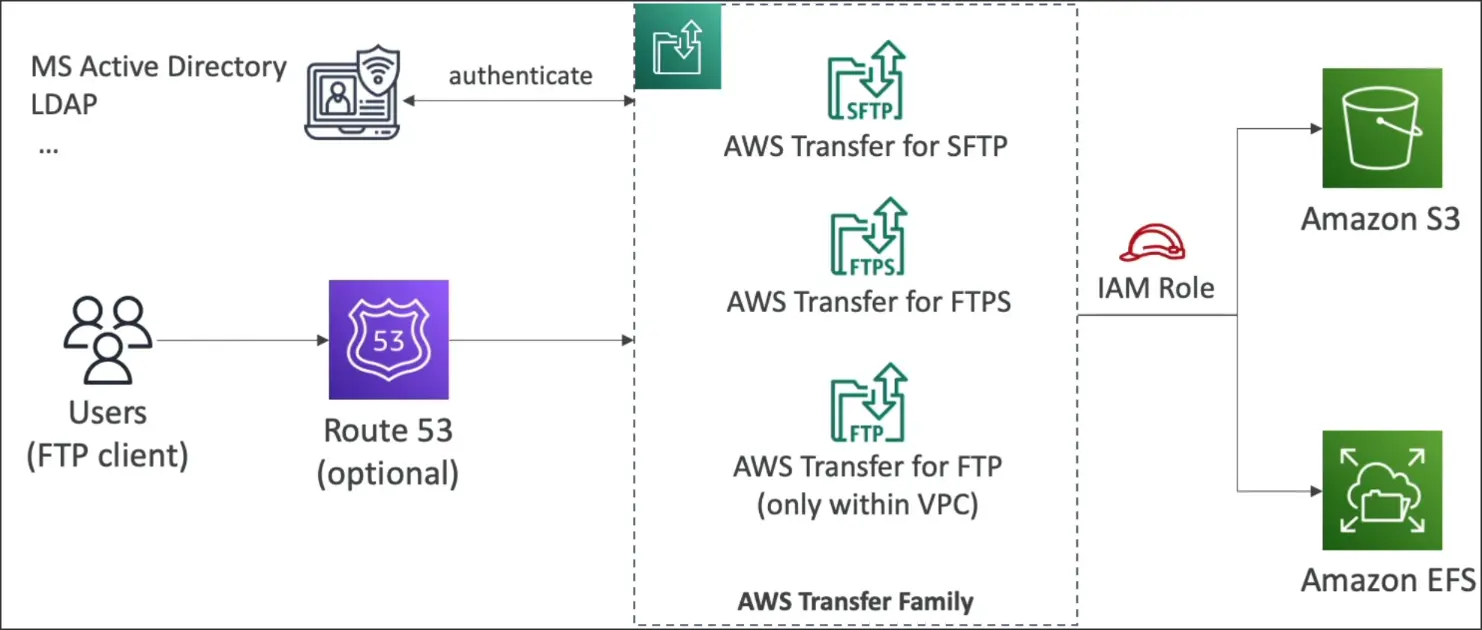 MS Active Directory
LDAP
...
authenticate
SFTP
AWS Transfer for SFTP
FTPS
AWS Transfer for FTPS
FTP
AWS Transfer for FTP
(only within VPC)
AWS Transfer Family
Users
(FTP client)
53
Route 53
(optional)
IAM Role
Amazon S3
Amazon EFS